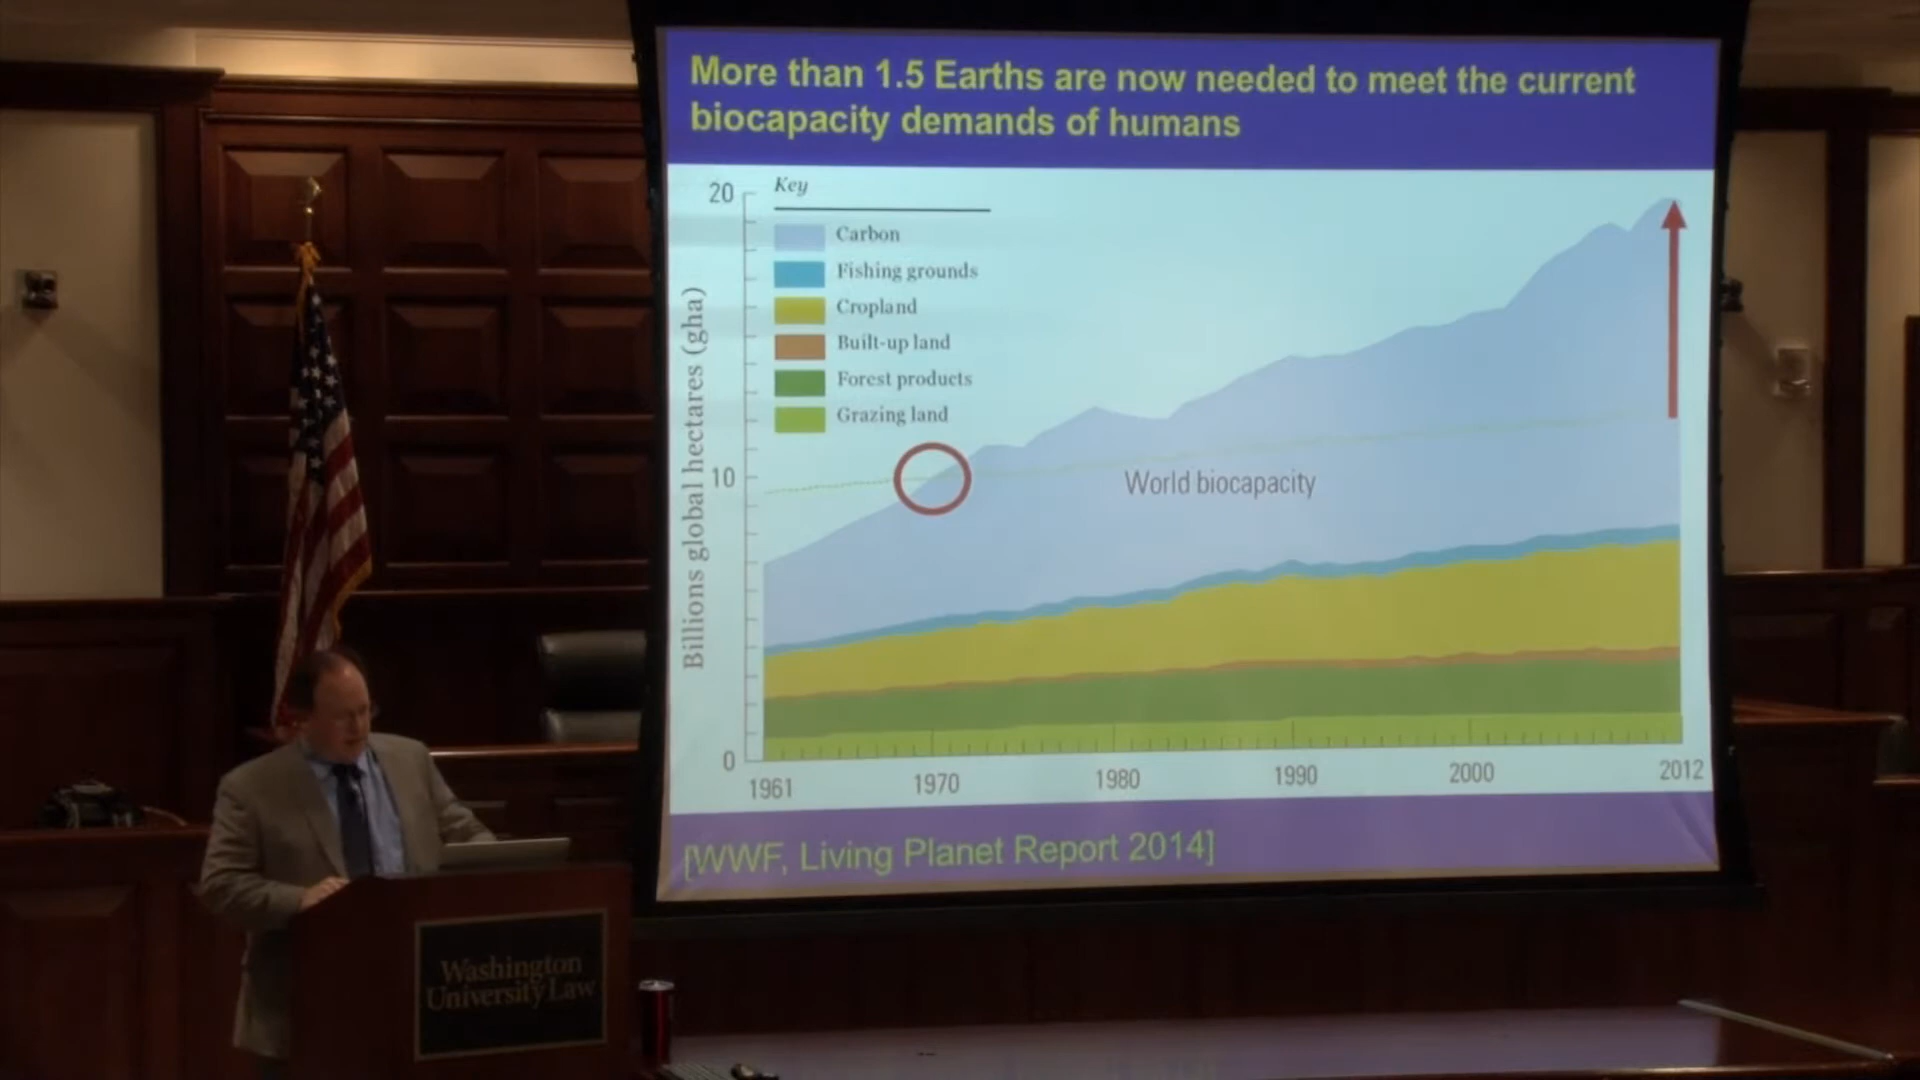 More than 1.5 Earths are now needed to meet the current
biocapacity demands of humans
Key
Carbon
Fishing grounds
Cropland
Built-up land
Forest products
Grazing land
Billions global hectares (gha)
20
10
0
World biocapacity
1961
1970
1980
1990
2000
2012
[WWF, Living Planet Report 2014]
Washington
University Law